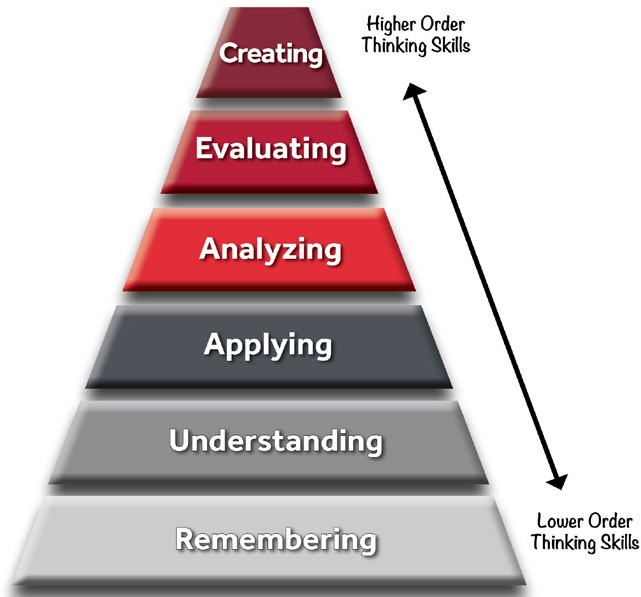 Creating
Higher Order
Thinking Skills
Evaluating
Analyzing
Applying
Understanding
Remembering
Lower Order
Thinking Skills